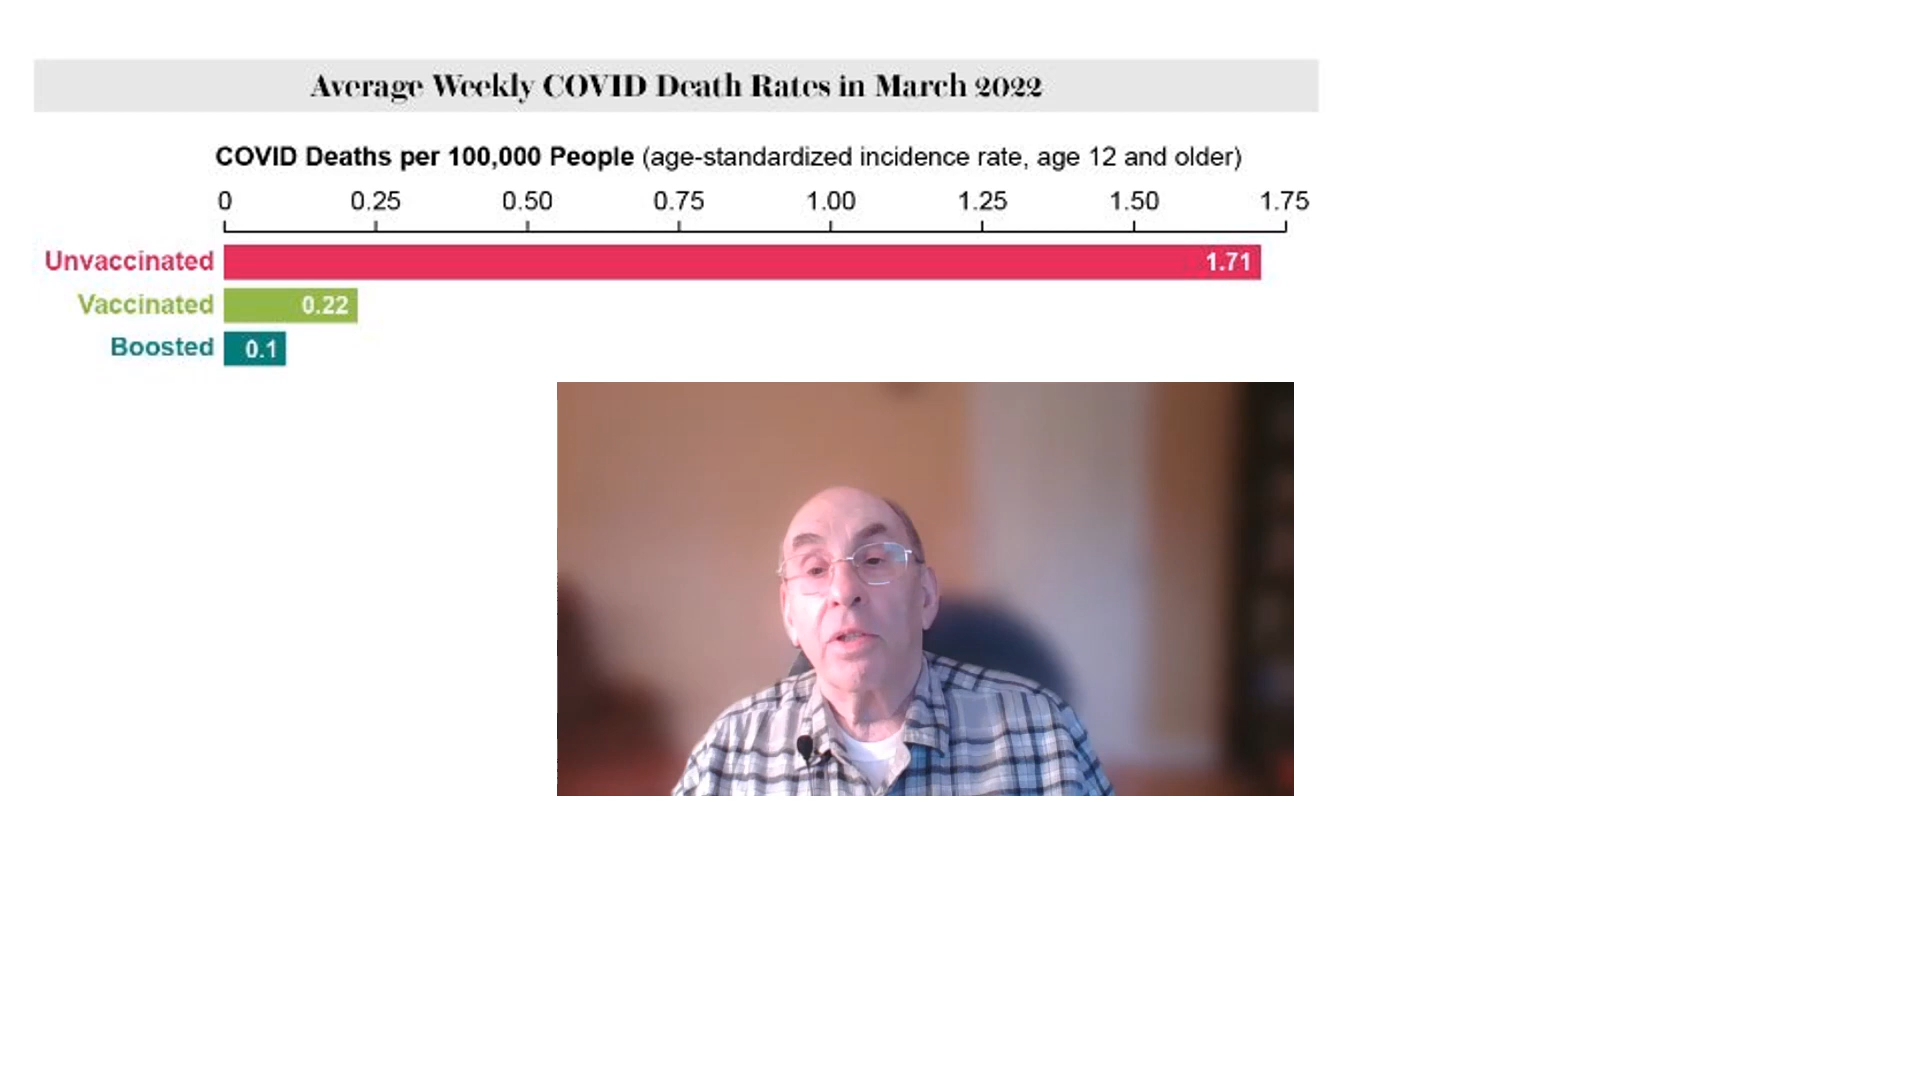 Average Weekly COVID Death Rates in March 2022
COVID Deaths per 100,000 People (age-standardized incidence rate, age 12 and older)
0 0.25 0.50 0.75 1.00 1.25 1.50 1.75
Unvaccinated 1.71
Vaccinated 0.22
Boosted 0.1